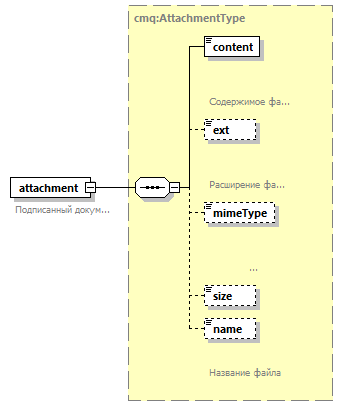 cmq:AttachmentType
content
Содержимое фа...
ext
attachment
Подписанный докум...
Расширение фа...
mimeType
...
size
name
Название файла